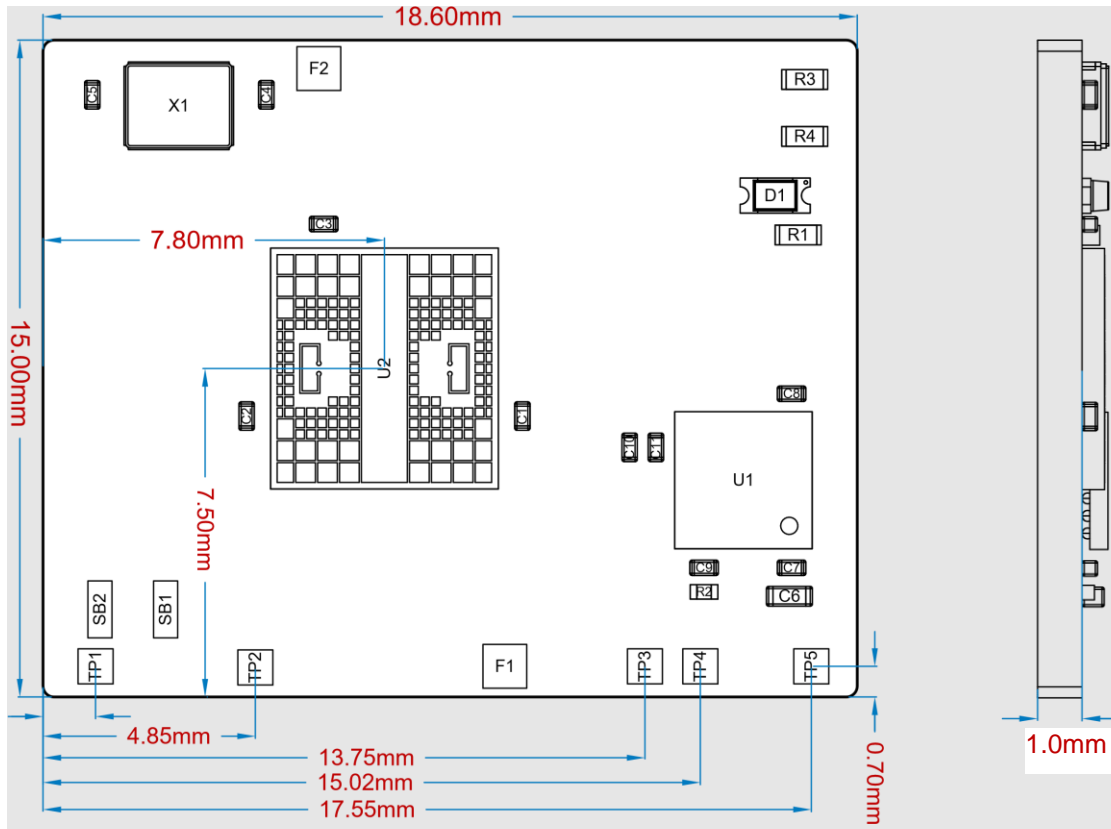 18.60mm
F2
R3
X1
C5
C4
R4
D1
C3
R1
7.80mm
15.00mm
U2
C8
C2
C1
C10
C11
U1
7.50mm
C9
C7
R2
C6
SB2
SB1
TP1
TP2
F1
TP3
TP4
TP5
4.85mm
1.0mm
13.75mm
0.70mm
15.02mm
17.55mm